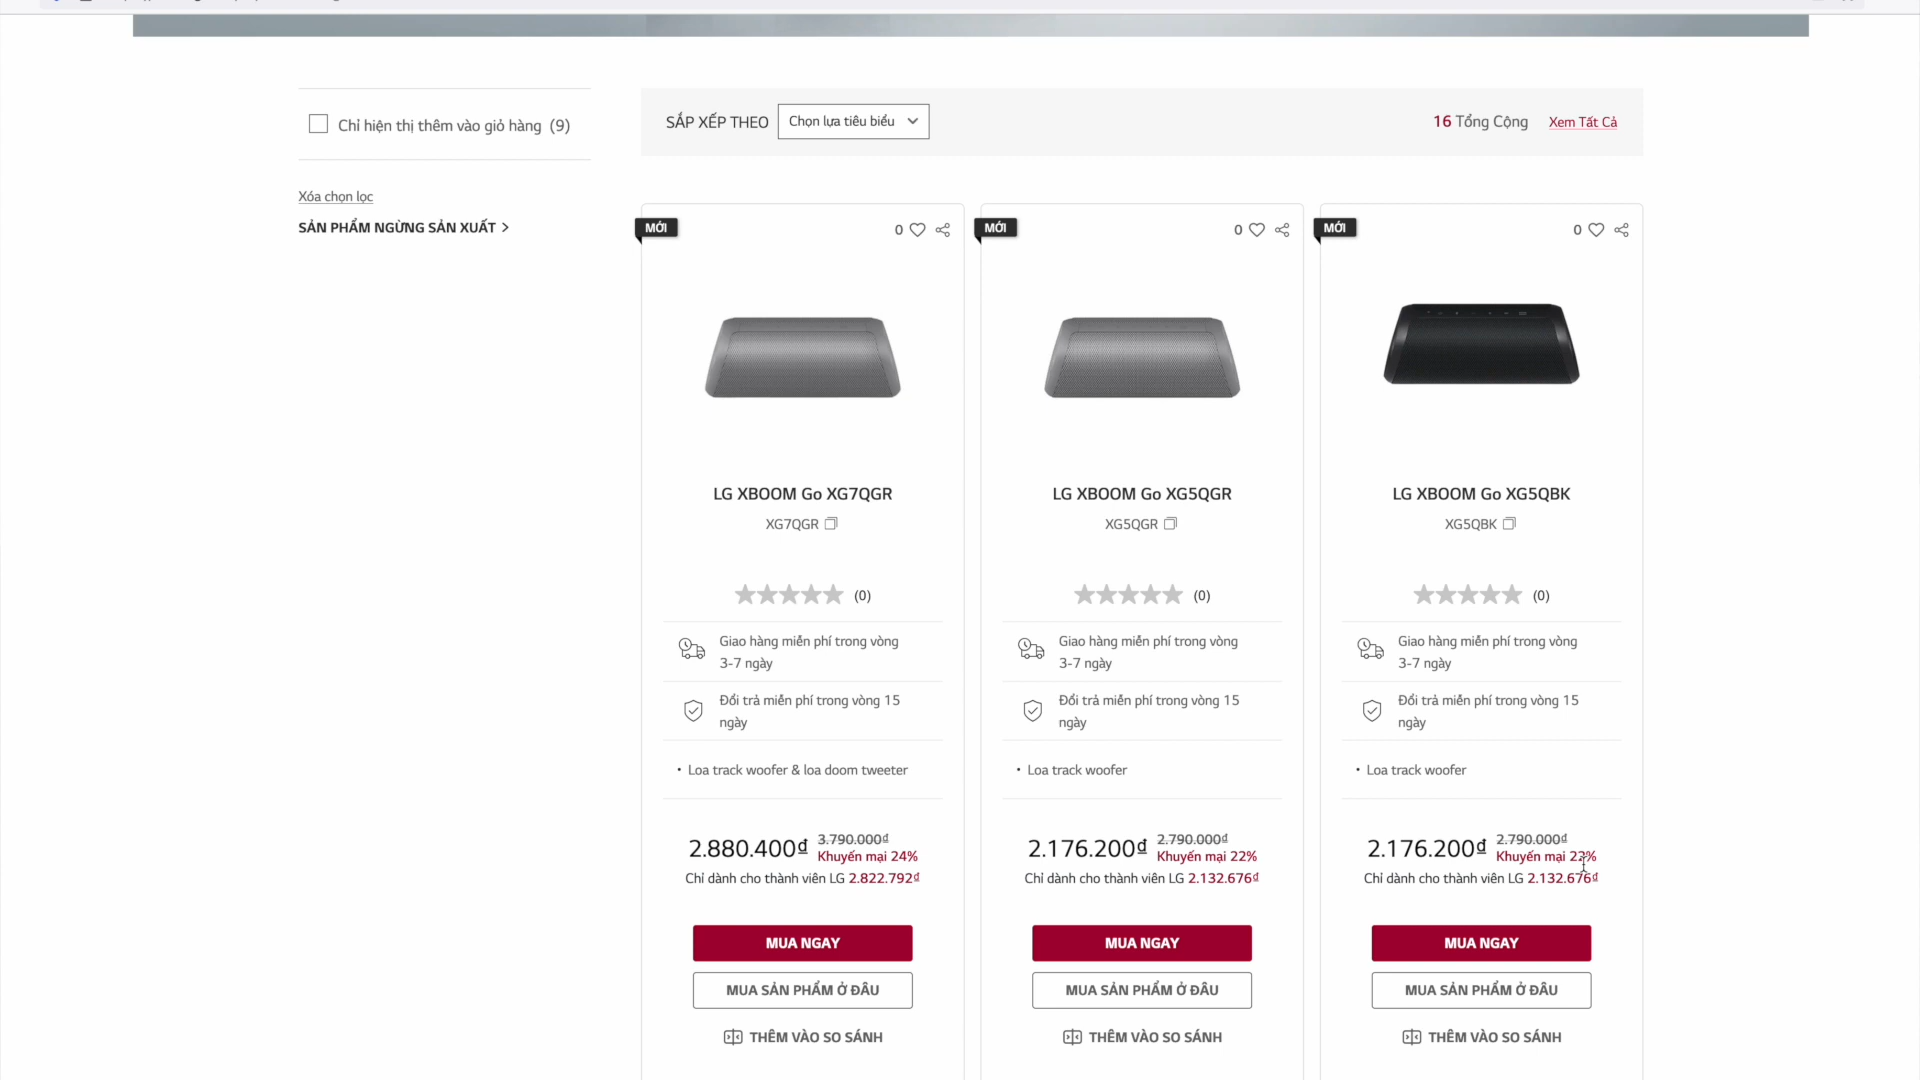 Chỉ hiện thị thêm vào giỏ hàng (9)
Xóa chọn lọc
SẢN PHẨM NGỪNG SẢN XUẤT
SẮP XẾP THEO
Chọn lựa tiêu biểu
16 Tổng Cộng
Xem Tất Cả
MỚI
0
LG XBOOM Go XG7QGR
XG7QGR
(0)
Giao hàng miễn phí trong vòng
3-7 ngày
Đổi trả miễn phí trong vòng 15
ngày
• Loa track woofer & loa doom tweeter
2.880.400₫
3.790.000₫
Khuyến mại 24%
Chỉ dành cho thành viên LG 2.822.792₫
MUA NGAY
MUA SẢN PHẨM Ở ĐÂU
THÊM VÀO SO SÁNH
MỚI
0
LG XBOOM Go XG5QGR
XG5QGR
(0)
Giao hàng miễn phí trong vòng
3-7 ngày
Đổi trả miễn phí trong vòng 15
ngày
• Loa track woofer
2.176.200₫
2.790.000₫
Khuyến mại 22%
Chỉ dành cho thành viên LG 2.132.676₫
MUA NGAY
MUA SẢN PHẨM Ở ĐÂU
THÊM VÀO SO SÁNH
MỚI
0
LG XBOOM Go XG5QBK
XG5QBK
(0)
Giao hàng miễn phí trong vòng
3-7 ngày
Đổi trả miễn phí trong vòng 15
ngày
• Loa track woofer
2.176.200₫
2.790.000₫
Khuyến mại 22%
Chỉ dành cho thành viên LG 2.132.676₫
MUA NGAY
MUA SẢN PHẨM Ở ĐÂU
THÊM VÀO SO SÁNH